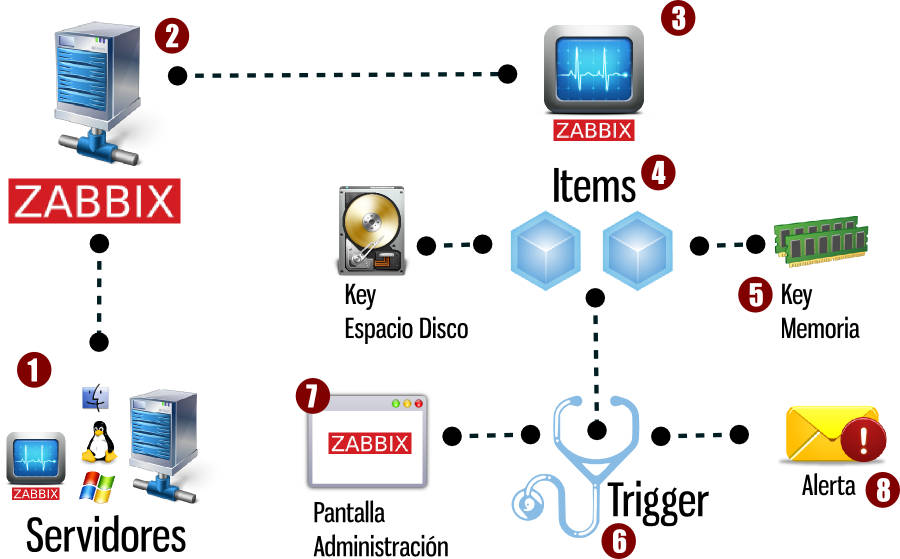 2
3
ZABBIX
ZABBIX
Items 4
Key
Espacio Disco
5 Key
Memoria
1
ZABBIX
Servidores
7
ZABBIX
Pantalla
Administración
Trigger
6
!
Alerta 8